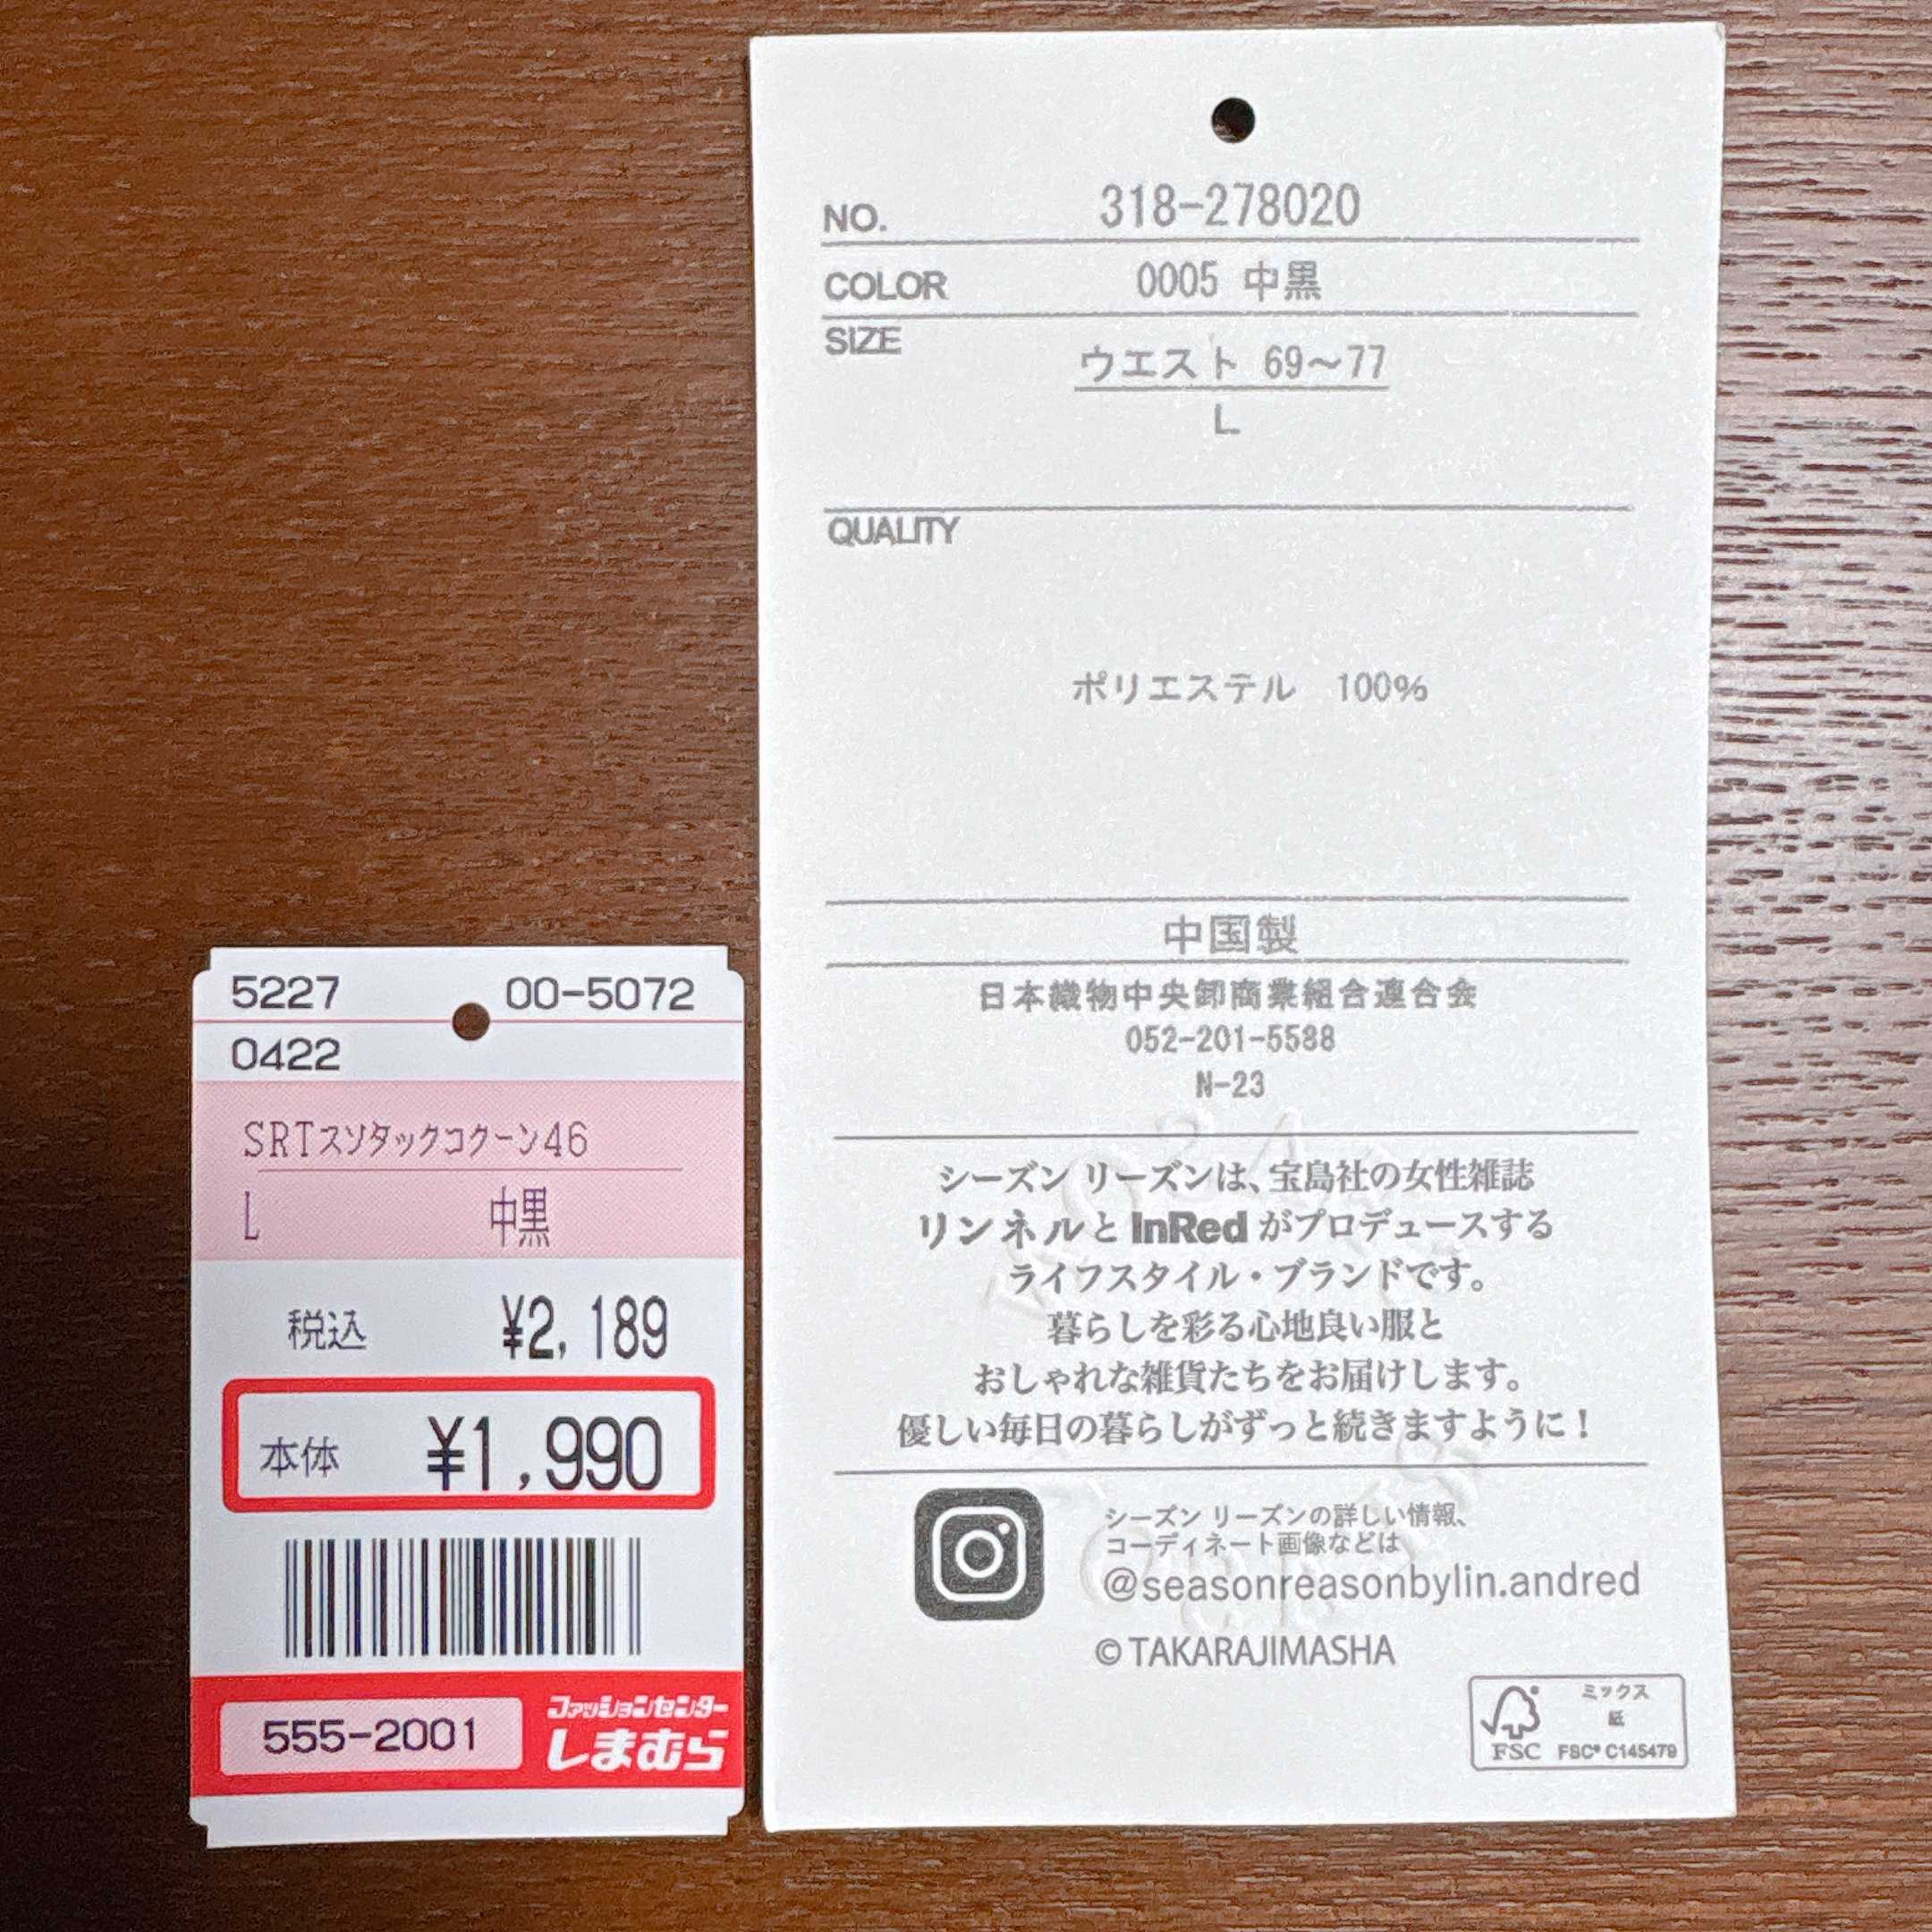 5227 00-5072
0422
SRTスソタックコクーン46
L 中黒
税込 ¥2,189
本体 ¥1,990
555-2001
ファッションセンター
しまむら
NO. 318-278020
COLOR 0005 中黒
SIZE
ウエスト 69〜77
L
QUALITY
ポリエステル 100%
中国製
日本織物中央卸商業組合連合会
052-201-5588
N-23
シーズン リーズンは、宝島社の女性雑誌
リンネルと InRed がプロデュースする
ライフスタイル・ブランドです。
暮らしを彩る心地良い服と
おしゃれな雑貨たちをお届けします。
優しい毎日の暮らしがずっと続きますように!
シーズン リーズンの詳しい情報、
コーディネート画像などは
@seasonreasonbylin.andred
© TAKARAJIMASHA
ミックス
紙
FSC FSC® C145479